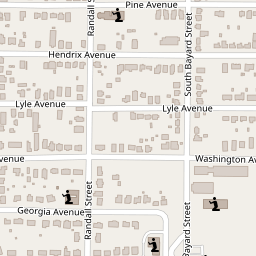 Pine Avenue
Randall S
Hendrix Avenue
South Bayard Street
Lyle Avenue
Lyle Avenue
venue
Washington Av
Georgia Avenue
Randall Street
Bayard Street